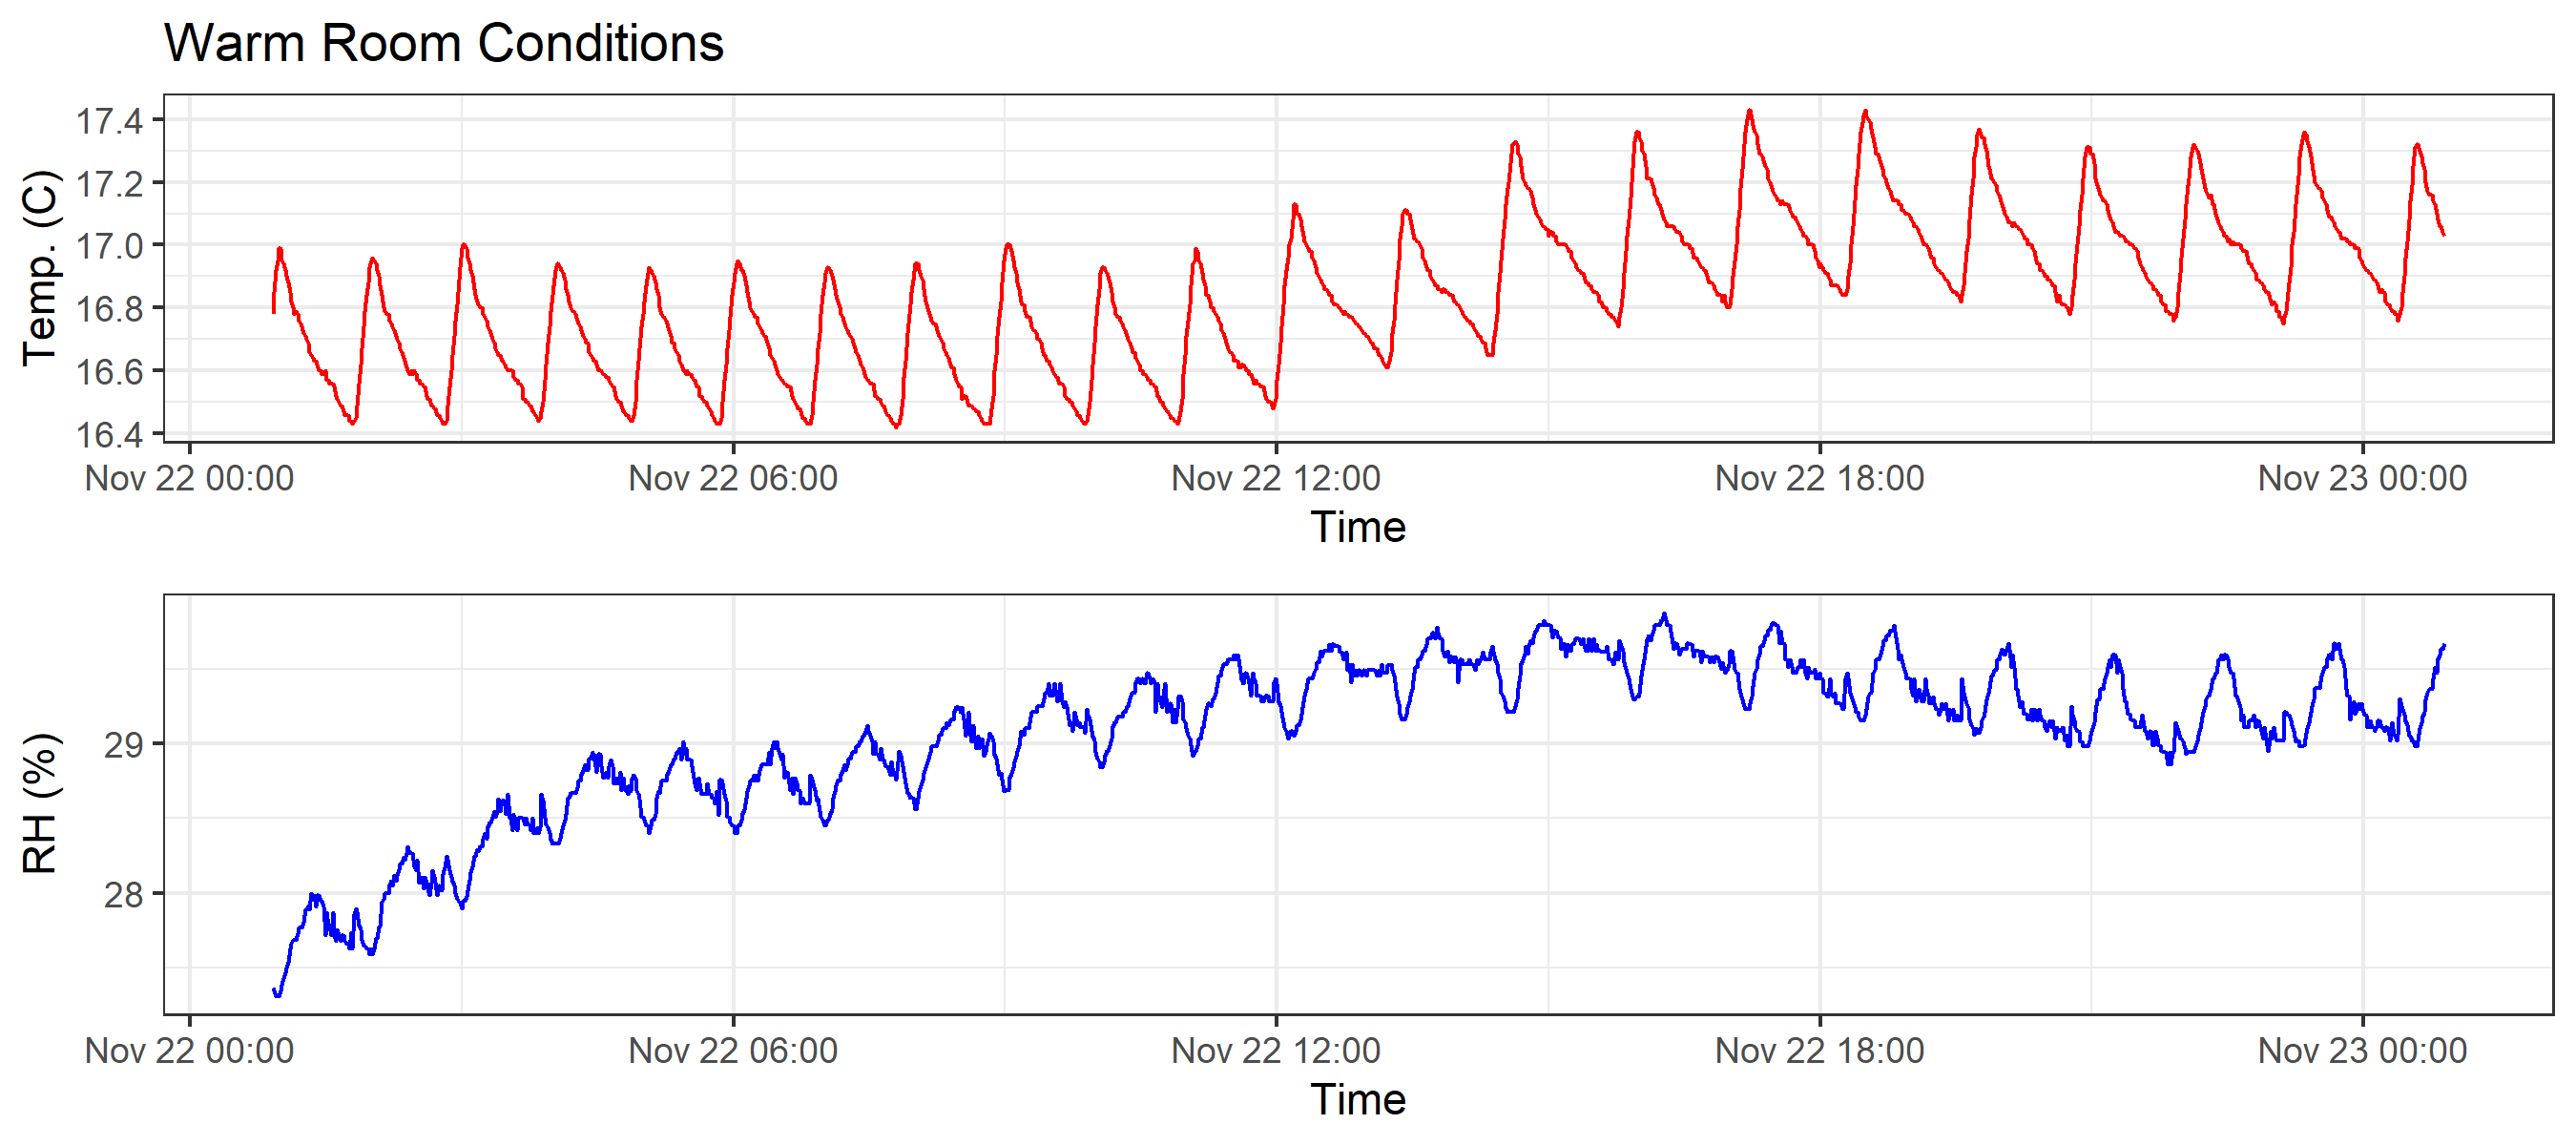 Warm Room Conditions
Temp. (C)
17.4
17.2
17.0
16.8
16.6
16.4
Nov 22 00:00 Nov 22 06:00 Nov 22 12:00 Nov 22 18:00 Nov 23 00:00
Time
RH (%)
29
28
Nov 22 00:00 Nov 22 06:00 Nov 22 12:00 Nov 22 18:00 Nov 23 00:00
Time